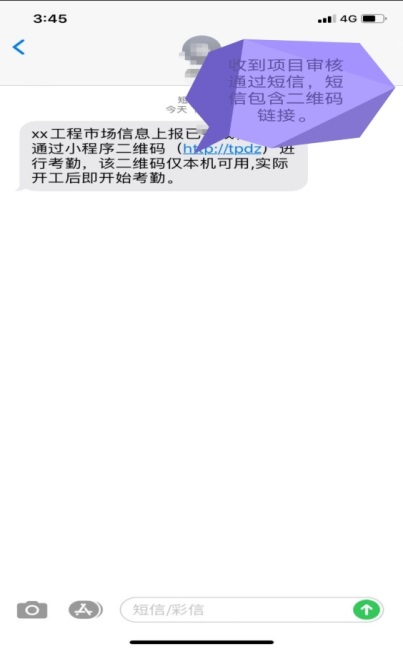 3:45
4G
收到项目审核
通过短信，短
信包含二维码
链接。
短
今天
xx工程市场信息上报已
通过小程序二维码（http://tpdz）进
行考勤，该二维码仅本机可用,实际
开工后即开始考勤。
短信/彩信